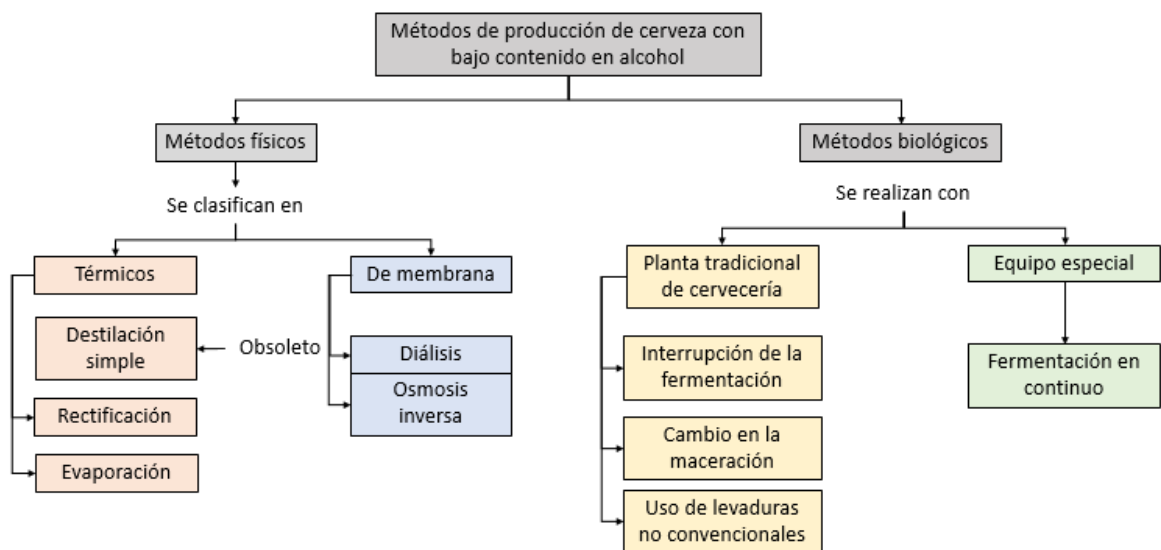 Métodos de producción de cerveza con
bajo contenido en alcohol
Métodos físicos
Métodos biológicos
Se clasifican en
Se realizan con
Térmicos
De membrana
Planta tradicional
de cervecería
Equipo especial
Destilación
simple
Obsoleto
Diálisis
Osmosis
inversa
Interrupción de la
fermentación
Fermentación en
continuo
Rectificación
Evaporación
Cambio en la
maceración
Uso de levaduras
no convencionales